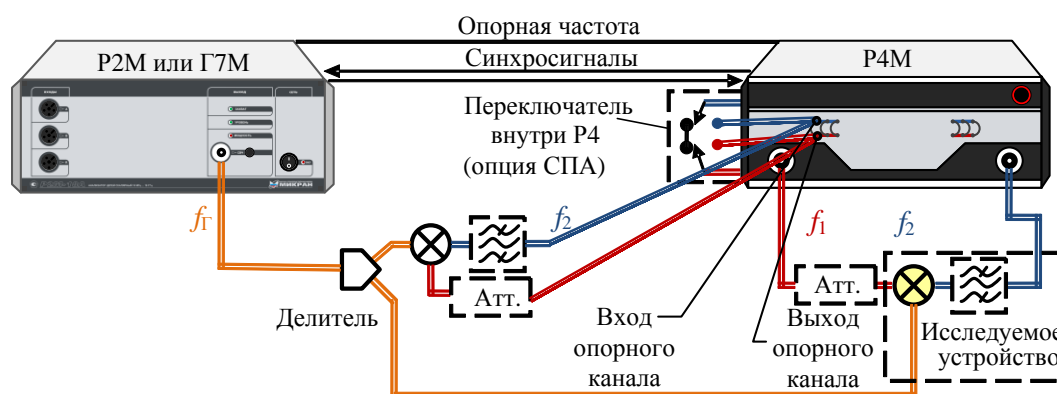 Опорная частота
Синхросигналы
Р2М или Г7М
Р4М
Переключатель
внутри Р4
(опция СПА)
МИКРАН
fГ
f2
f1
f2
Делитель
Атт.
Атт.
Вход
опорного
канала
Выход
опорного
канала
Исследуемое
устройство